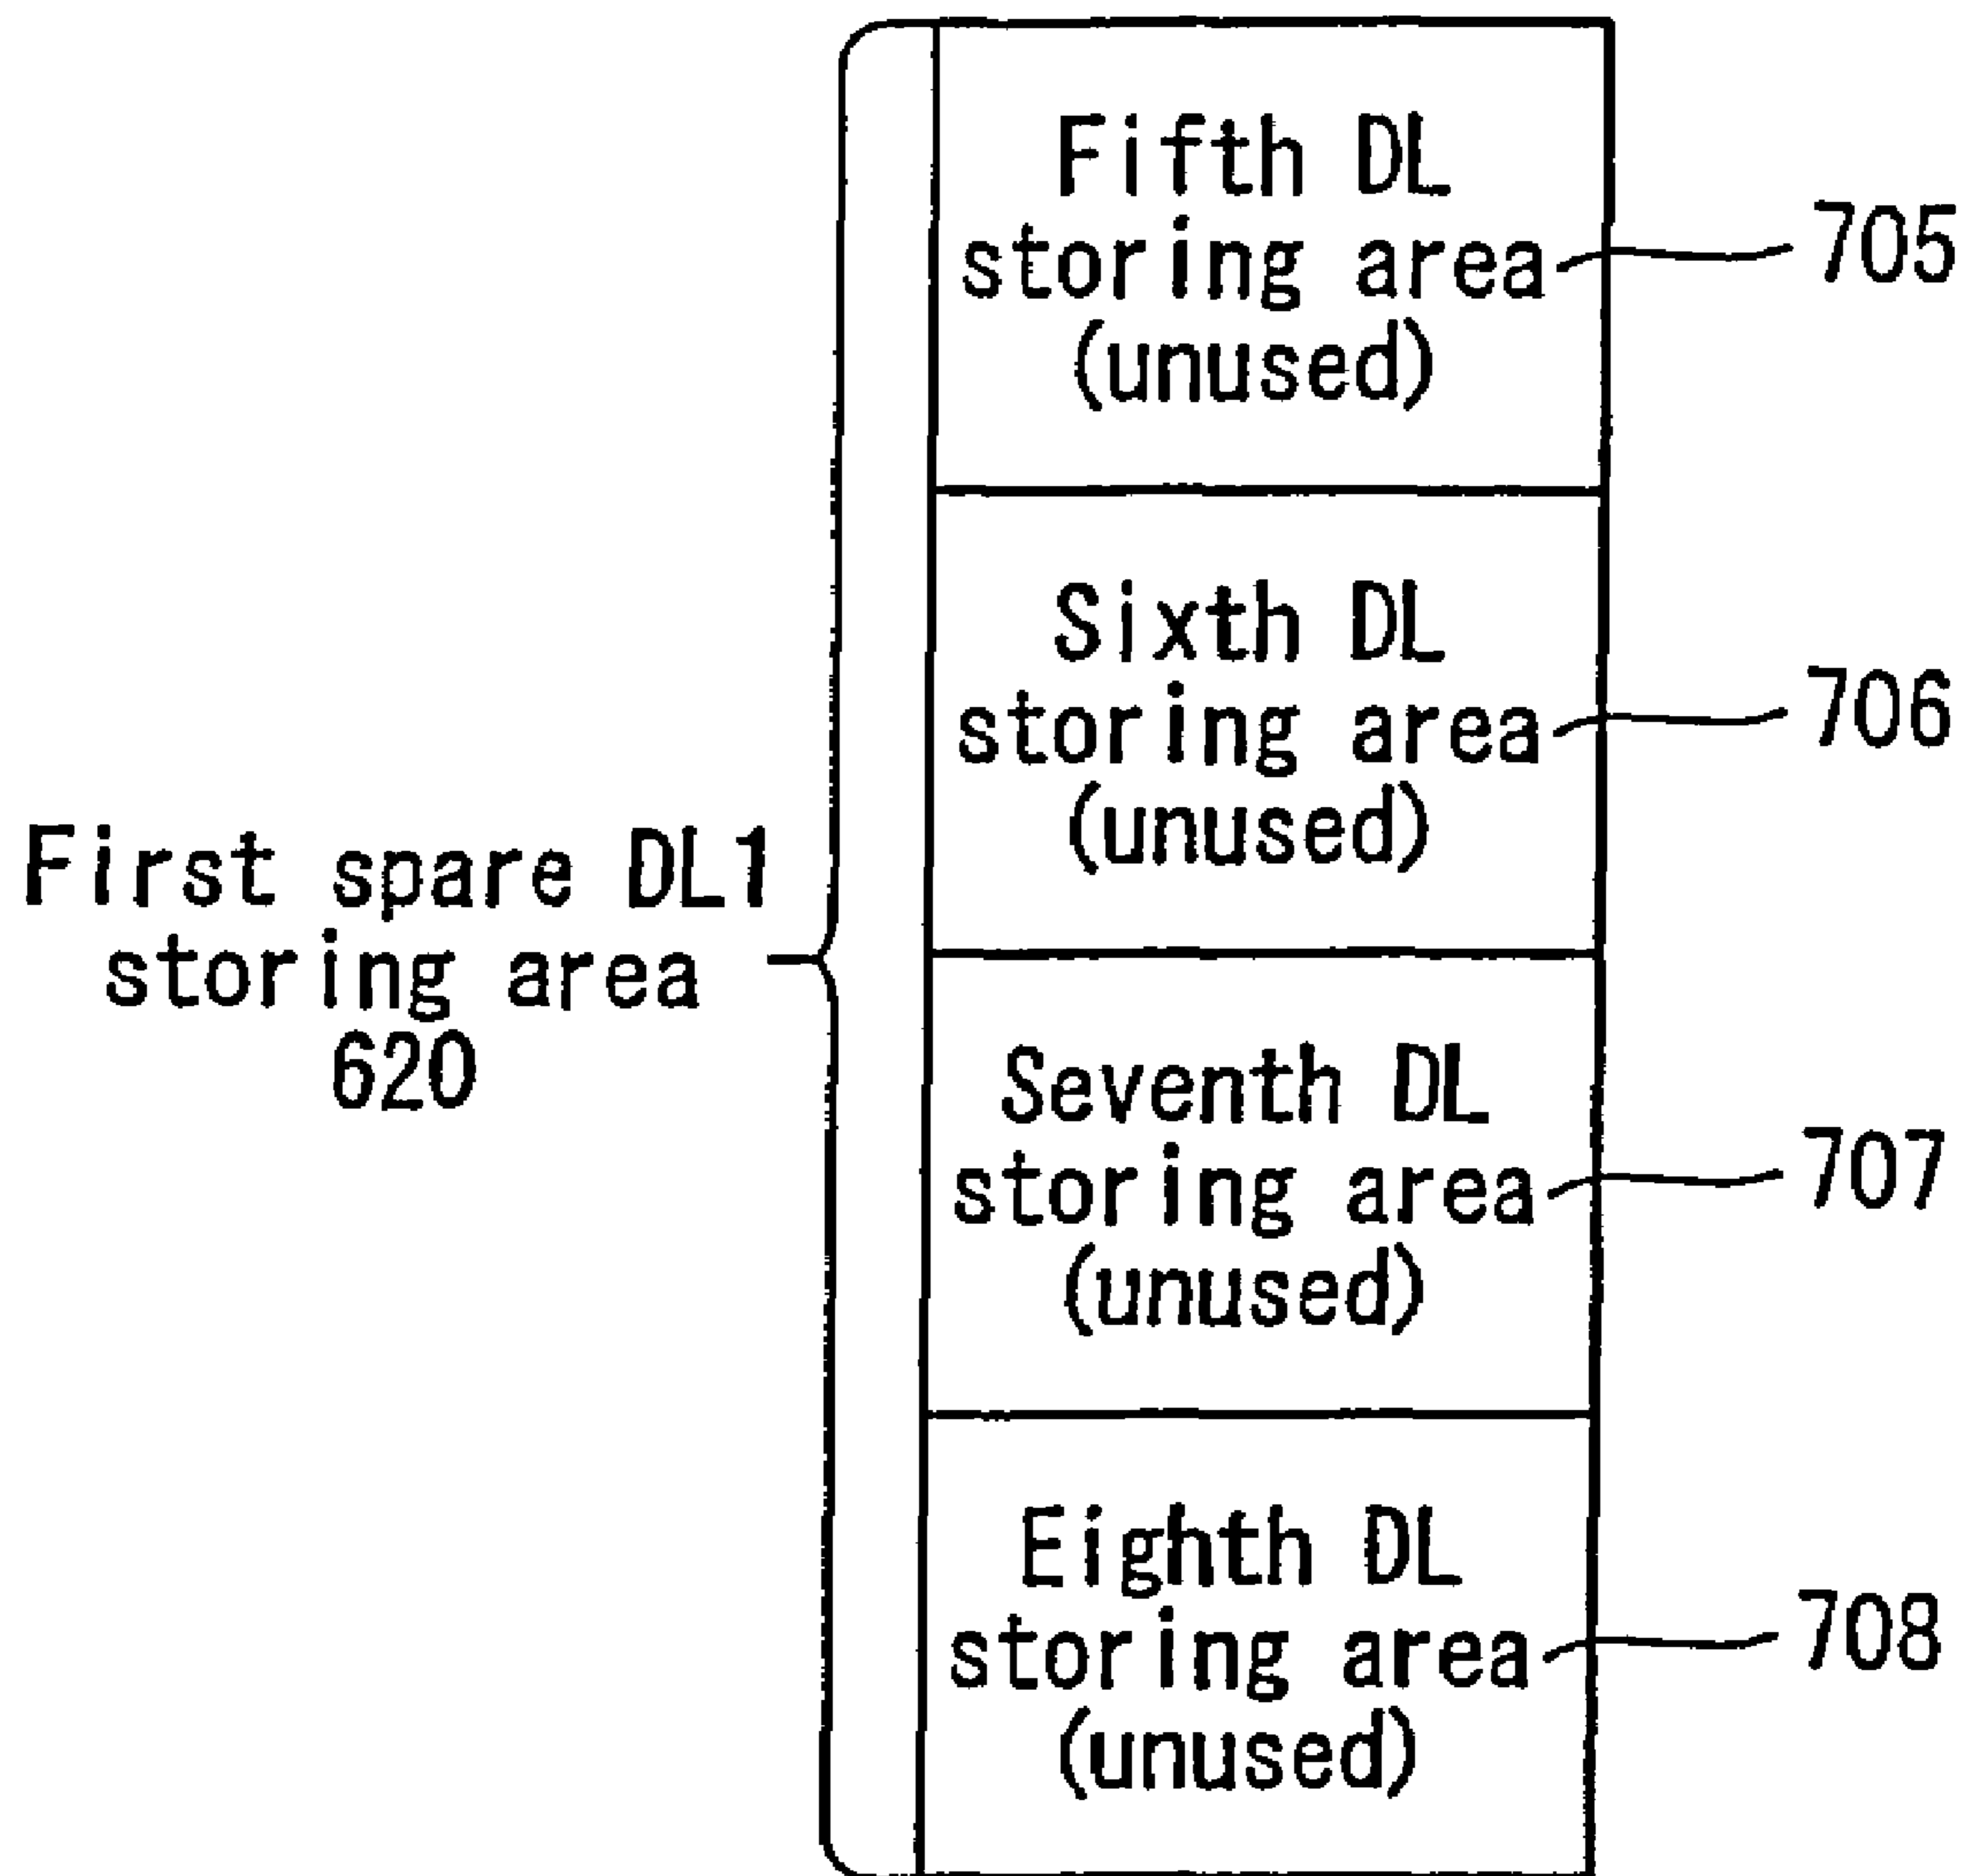 Fifth DL
storing area
(unused)
705
Sixth DL
storing area
(unused)
706
First spare DL1
storing area
620
Seventh DL
storing area
(unused)
707
Eighth DL
storing area
(unused)
708